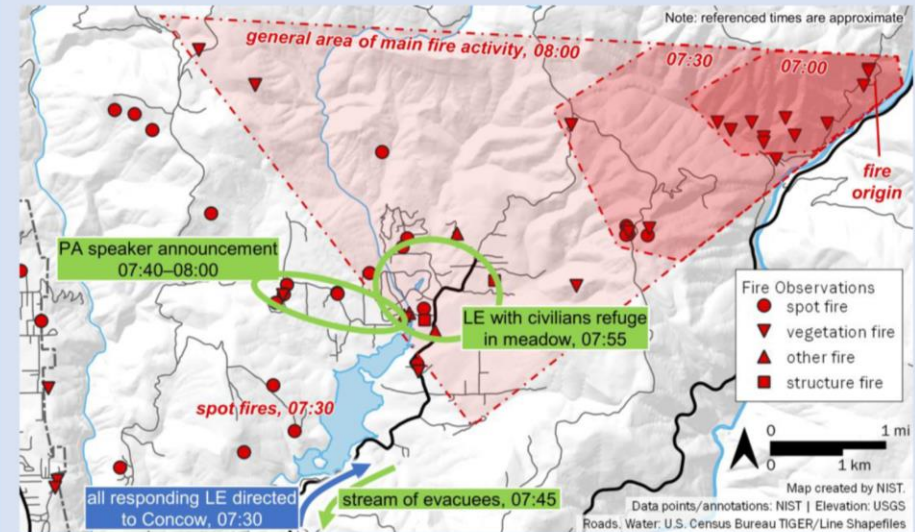 Note: referenced times are approximate
general area of main fire activity, 08:00
07:30
07:00
fire
origin
PA speaker announcement
07:40–08:00
LE with civilians refuge
in meadow, 07:55
Fire Observations
spot fire
vegetation fire
other fire
structure fire
spot fires, 07:30
all responding LE directed
to Concow, 07:30
stream of evacuees, 07:45
0 1 mi
0 1 km
Map created by NIST.
Data points/annotations: NIST | Elevation: USGS
Roads, Water: U.S. Census Bureau TIGER/Line Shapefiles